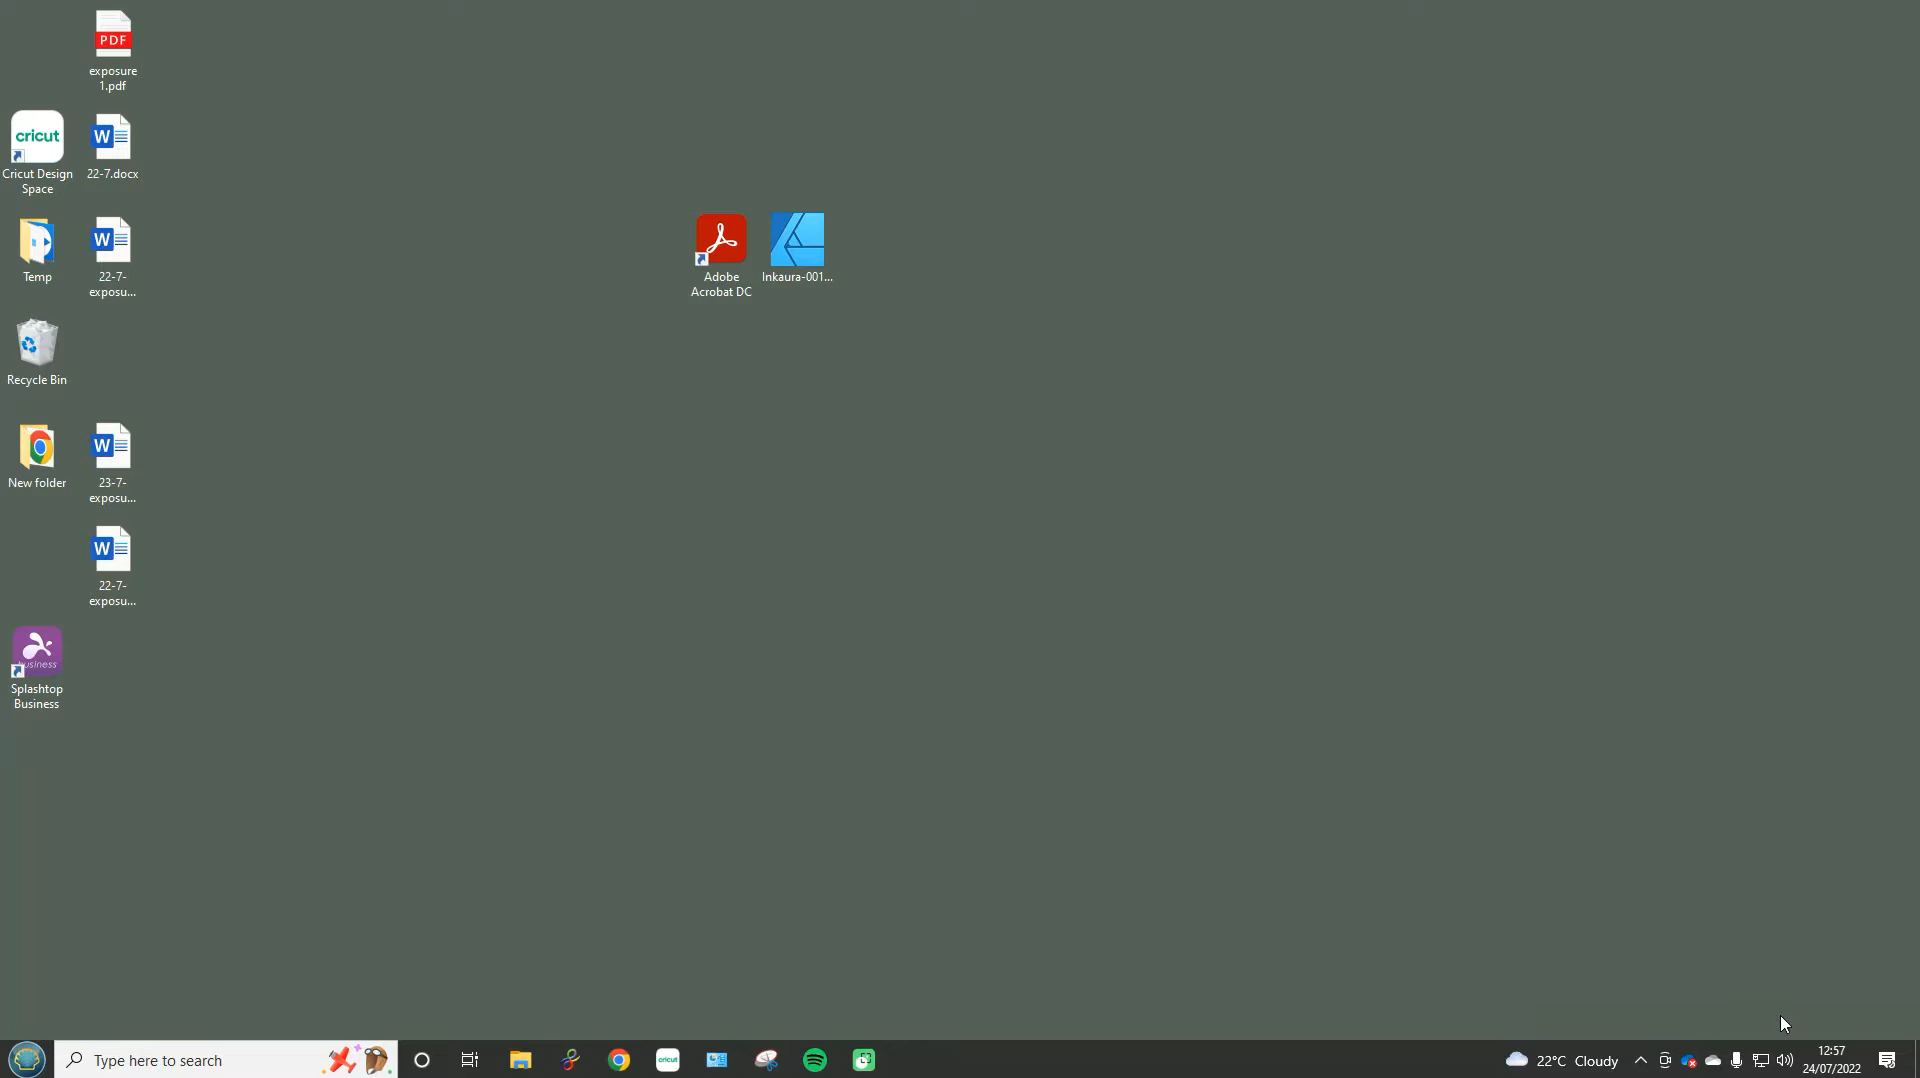 PDF
exposure
1.pdf
cricut
Cricut Design
Space
W
22-7.docx
Temp
W
22-7-
exposu...
Adobe
Acrobat DC
Inkaura-001...
Recycle Bin
New folder
W
23-7-
exposu...
W
22-7-
exposu...
business
Splashtop
Business
Type here to search
cricut
22°C Cloudy
12:57
24/07/2022